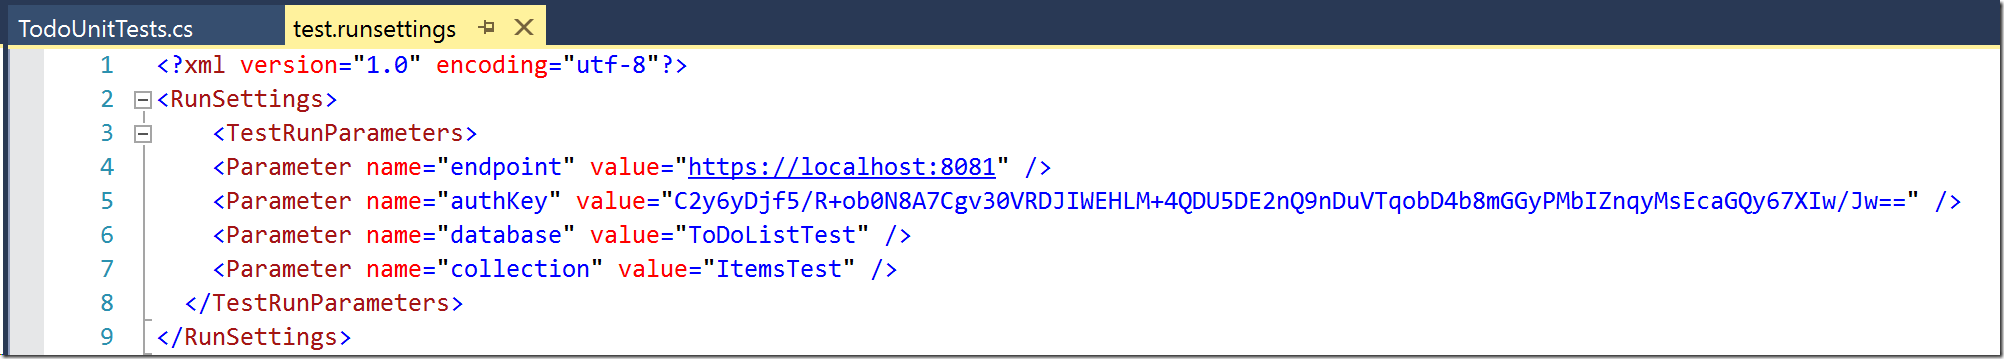 TodoUnitTests.cs test.runsettings
1 <?xml version="1.0" encoding="utf-8"?>
2 <RunSettings>
3 <TestRunParameters>
4 <Parameter name="endpoint" value="https://localhost:8081" />
5 <Parameter name="authKey" value="C2y6yDjf5/R+ob0N8A7Cgv30VRDJIWEHLM+4QDU5DE2nQ9nDuVTqobD4b8mGGyPMbIZnqyMsEcaGQy67XIw/Jw==" />
6 <Parameter name="database" value="ToDoListTest" />
7 <Parameter name="collection" value="ItemsTest" />
8 </TestRunParameters>
9 </RunSettings>